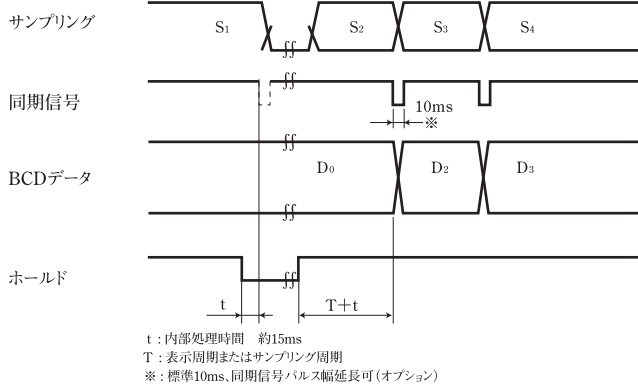 サンプリング S1 S2 S3 S4
同期信号
10ms
※
BCDデータ D0 D2 D3
ホールド
t T+t
t：内部処理時間　約15ms
T：表示周期またはサンプリング周期
※：標準10ms、同期信号パルス幅延長可（オプション）